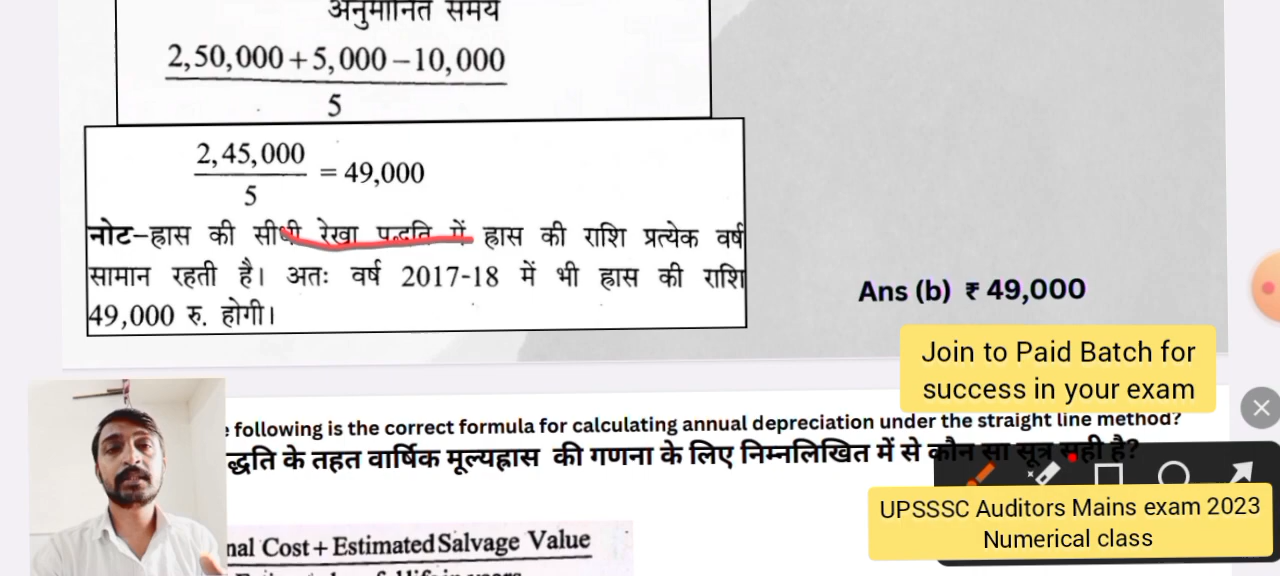 अनुमानित समय
2,50,000+5,000−10,000
5
2,45,000
5
= 49,000
नोट–ह्रास की सीधी रेखा पद्धति में ह्रास की राशि प्रत्येक वर्ष
सामान रहती है। अतः वर्ष 2017-18 में भी ह्रास की राशि
49,000 रु. होगी।
Ans (b) ₹ 49,000
Join to Paid Batch for
success in your exam
following is the correct formula for calculating annual depreciation under the straight line method?
के तहत वार्षिक मूल्यह्रास की गणना के लिए निम्नलिखित में से कौन सा सूत्र सही है?
UPSSSC Auditors Mains exam 2023
Numerical class
Cost+Estimated Salvage Value